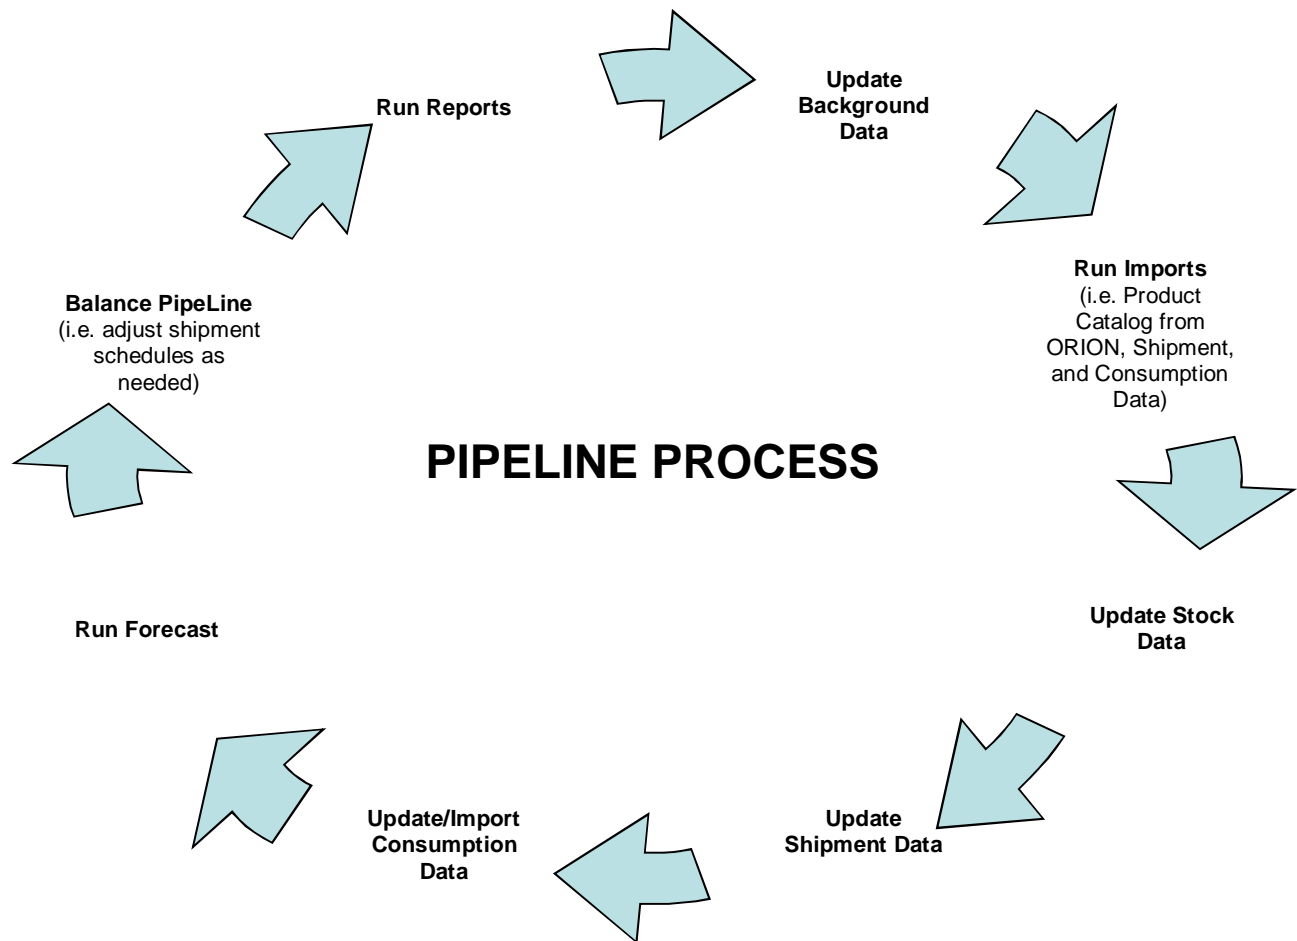 Run Reports
Update
Background
Data
Run Imports
(i.e. Product
Catalog from
ORION, Shipment,
and Consumption
Data)
Update Stock
Data
Update
Shipment Data
Update/Import
Consumption
Data
Run Forecast
Balance PipeLine
(i.e. adjust shipment
schedules as
needed)
PIPELINE PROCESS